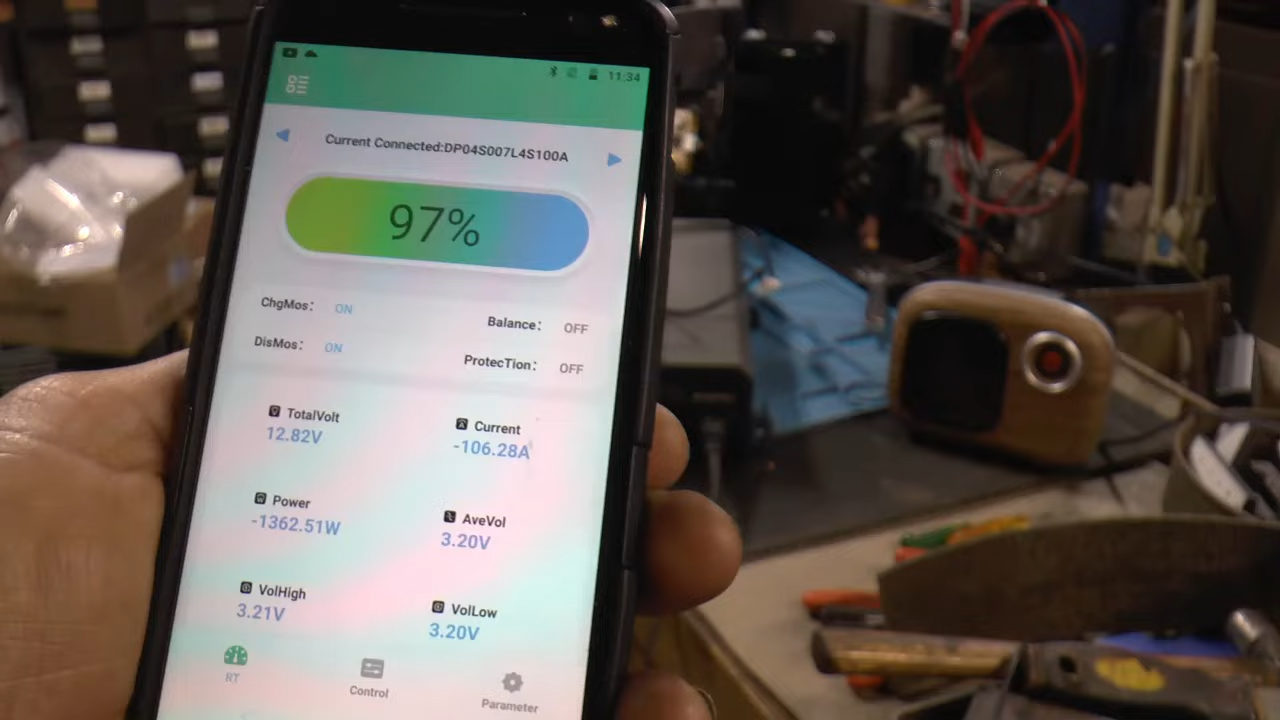 11:34
Current Connected:DP04S007L4S100A
97%
ChgMos: ON
Balance: OFF
DisMos: ON
ProtecTion: OFF
TotalVolt
12.82V
Current
-106.28A
Power
-1362.51W
AveVol
3.20V
VolHigh
3.21V
VolLow
3.20V
RT
Control
Parameter